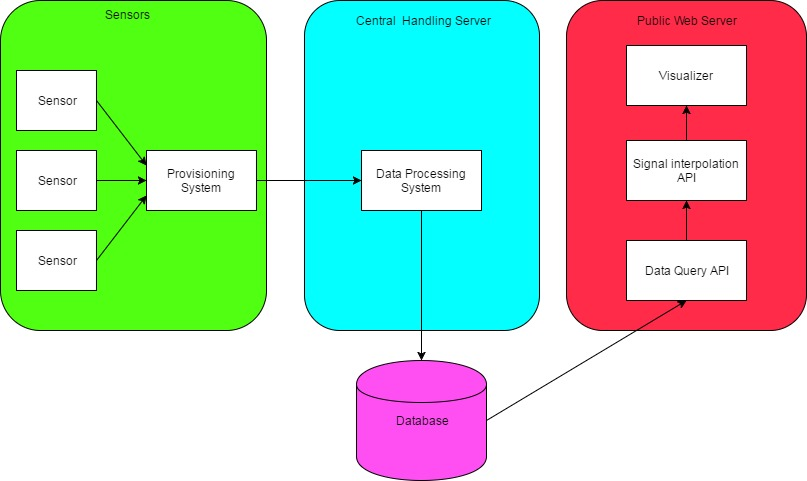 Sensors
Sensor
Sensor
Sensor
Provisioning
System
Central Handling Server
Data Processing
System
Public Web Server
Visualizer
Signal interpolation
API
Data Query API
Database